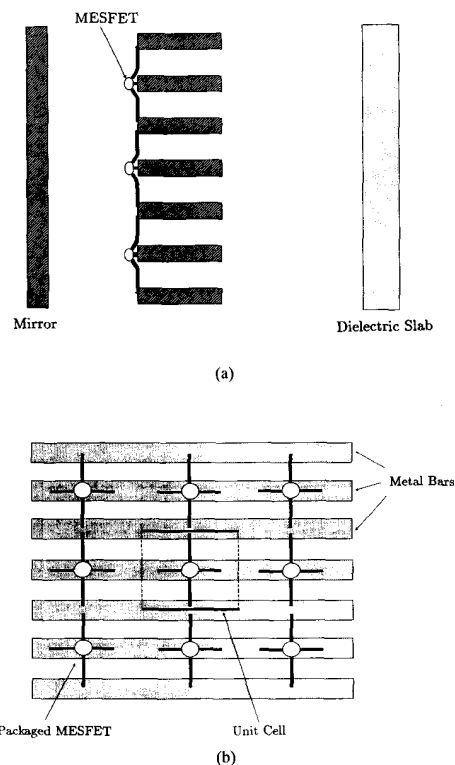 MESFET
Mirror
Dielectric Slab
(a)
Metal Bars
Packaged MESFET
Unit Cell
(b)